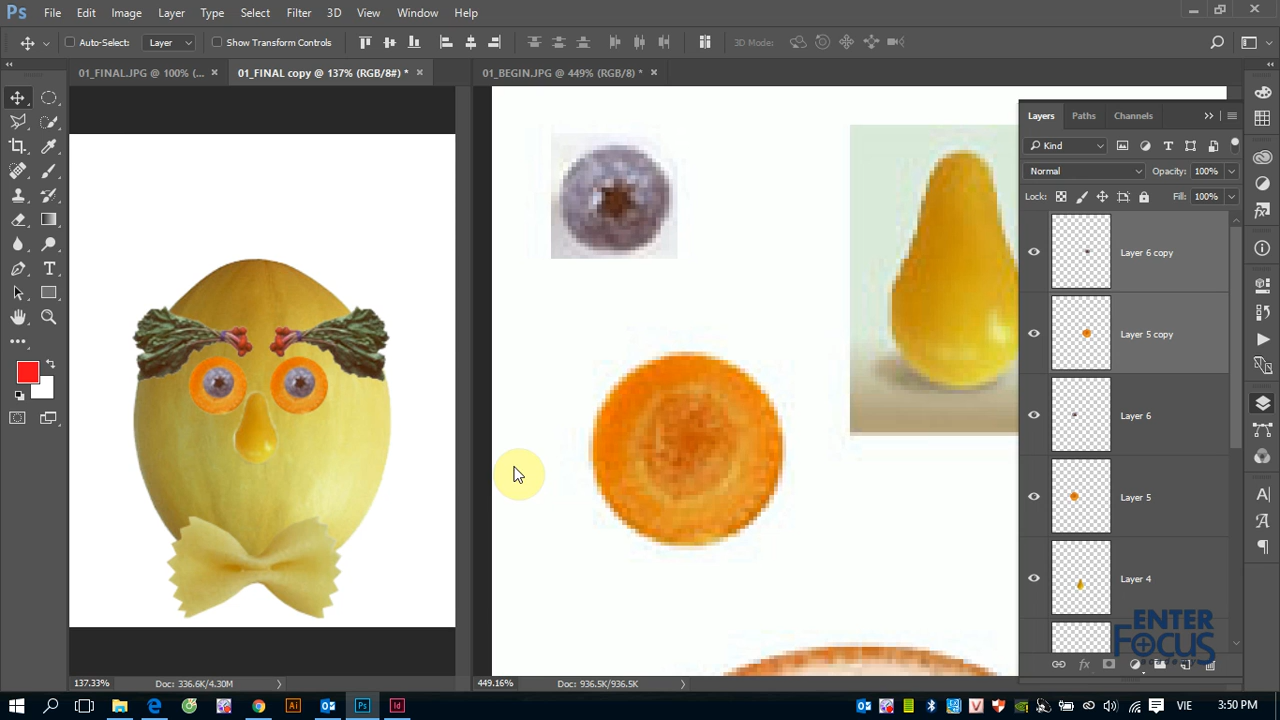 Ps File Edit Image Layer Type Select Filter 3D View Window Help
Auto-Select: Layer Show Transform Controls 3D Mode:
01_FINAL.JPG @ 100% (... × 01_FINAL copy @ 137% (RGB/8#) * × 01_BEGIN.JPG @ 449% (RGB/8) * ×
Layers Paths Channels
Kind
Normal Opacity: 100%
Lock: Fill: 100%
Layer 6 copy
Layer 5 copy
Layer 6
Layer 5
Layer 4
ENTER
FOCUS
137.33% Doc: 336.6K/4.30M 449.16% Doc: 936.5K/936.5K
VIE 3:50 PM